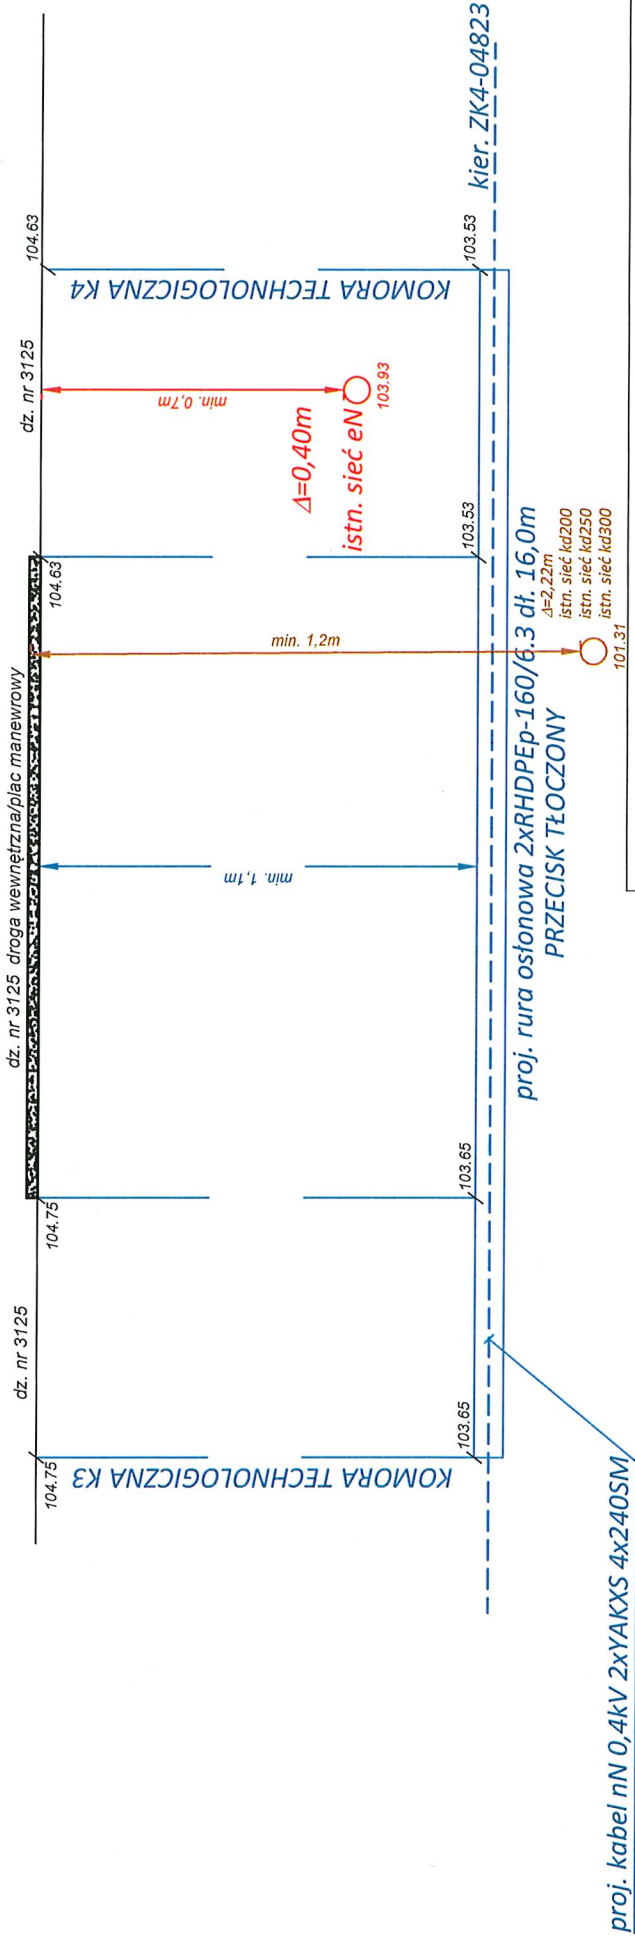 dz. nr 3125
dz. nr 3125 droga wewnętrzna/plac manewrowy
dz. nr 3125
104.75
104.75
104.63
104.63
KOMORA TECHNOLOGICZNA K3
min. 1,1m
min. 1,2m
min. 0,7m
KOMORA TECHNOLOGICZNA K4
Δ=0,40m
istn. sieć eN
103.93
103.65
103.65
103.53
103.53
kier. ZK4-04823
proj. rura osłonowa 2xRHDPEp-160/6.3 dł. 16,0m
PRZECISK TŁOCZONY
Δ=2,22m
istn. sieć kd200
istn. sieć kd250
istn. sieć kd300
101.31
proj. kabel nN 0,4kV 2xYAKXS 4x240SM